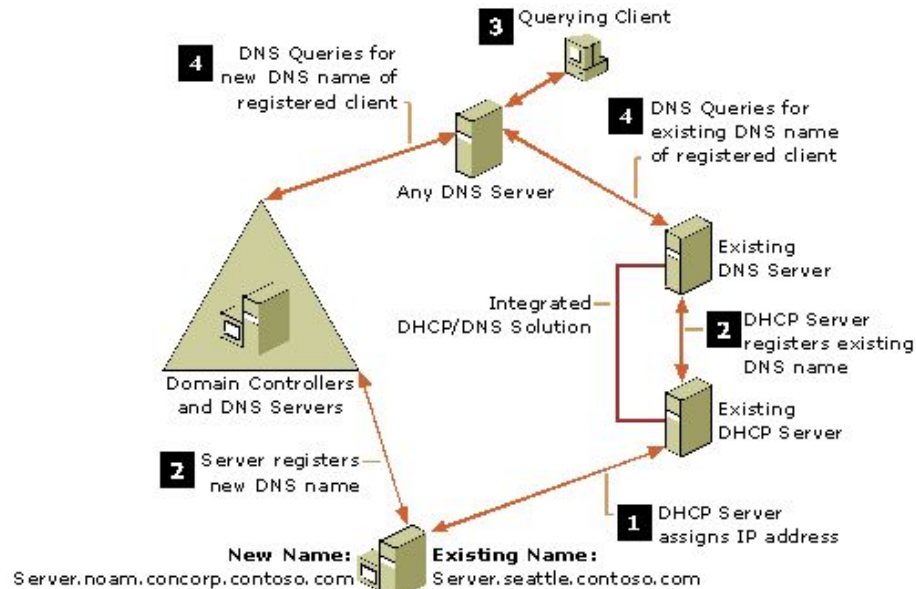 3
Querying Client
4
DNS Queries for
new DNS name of
registered client
4
DNS Queries for
existing DNS name
of registered client
Any DNS Server
Existing
DNS Server
Integrated
DHCP/DNS Solution
2
DHCP Server
registers existing
DNS name
Domain Controllers
and DNS Servers
Existing
DHCP Server
2
Server registers
new DNS name
1
DHCP Server
assigns IP address
New Name:
Server.noam.concorp.contoso.com
Existing Name:
Server.seattle.contoso.com